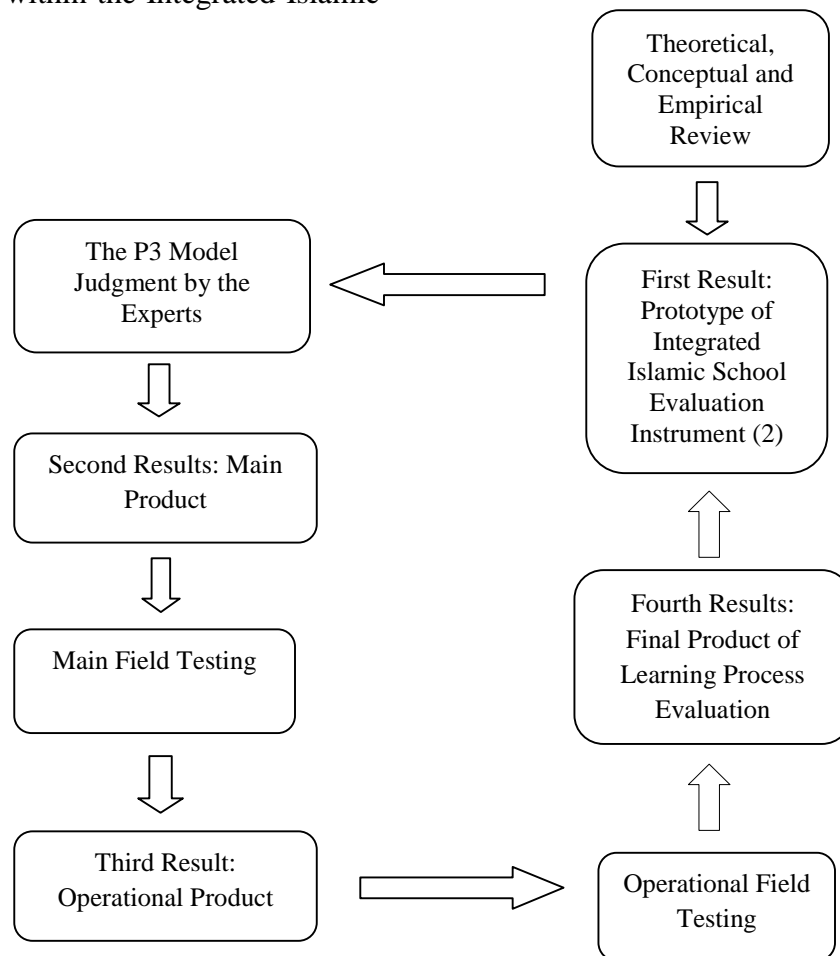 within the Integrated Islamic
Theoretical,
Conceptual and
Empirical
Review
The P3 Model
Judgment by the
Experts
First Result:
Prototype of
Integrated
Islamic School
Evaluation
Instrument (2)
Second Results: Main
Product
Main Field Testing
Fourth Results:
Final Product of
Learning Process
Evaluation
Third Result:
Operational Product
Operational Field
Testing